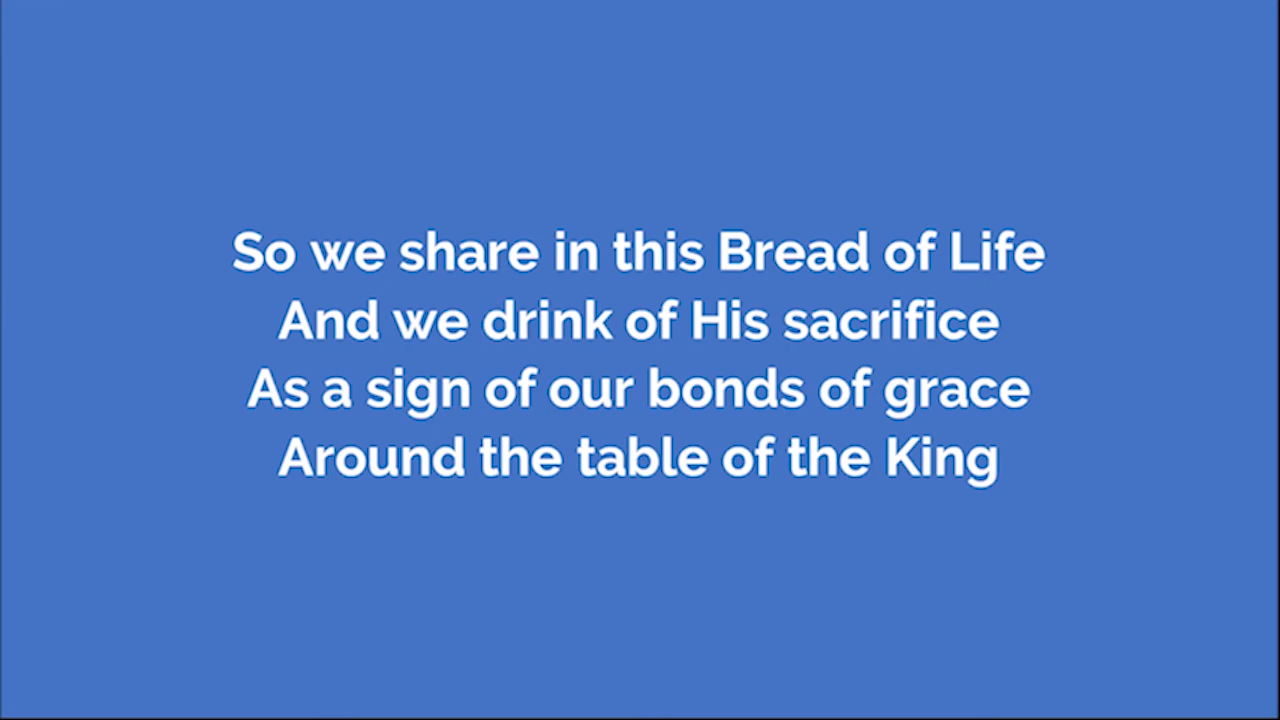 So we share in this Bread of Life
And we drink of His sacrifice
As a sign of our bonds of grace
Around the table of the King